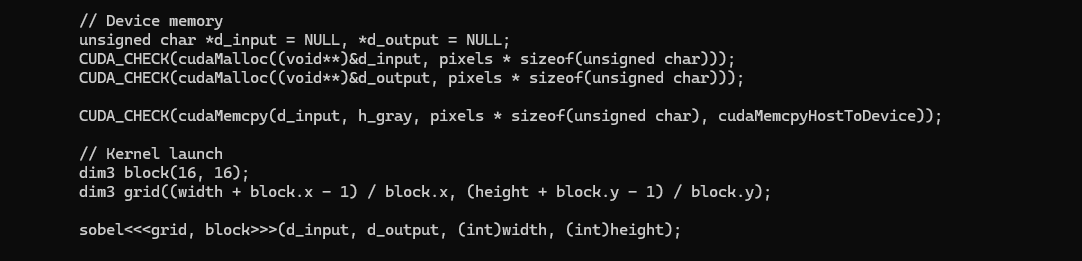 // Device memory
unsigned char *d_input = NULL, *d_output = NULL;
CUDA_CHECK(cudaMalloc((void**)&d_input, pixels * sizeof(unsigned char)));
CUDA_CHECK(cudaMalloc((void**)&d_output, pixels * sizeof(unsigned char)));
CUDA_CHECK(cudaMemcpy(d_input, h_gray, pixels * sizeof(unsigned char), cudaMemcpyHostToDevice));
// Kernel launch
dim3 block(16, 16);
dim3 grid((width + block.x - 1) / block.x, (height + block.y - 1) / block.y);
sobel<<<grid, block>>>(d_input, d_output, (int)width, (int)height);